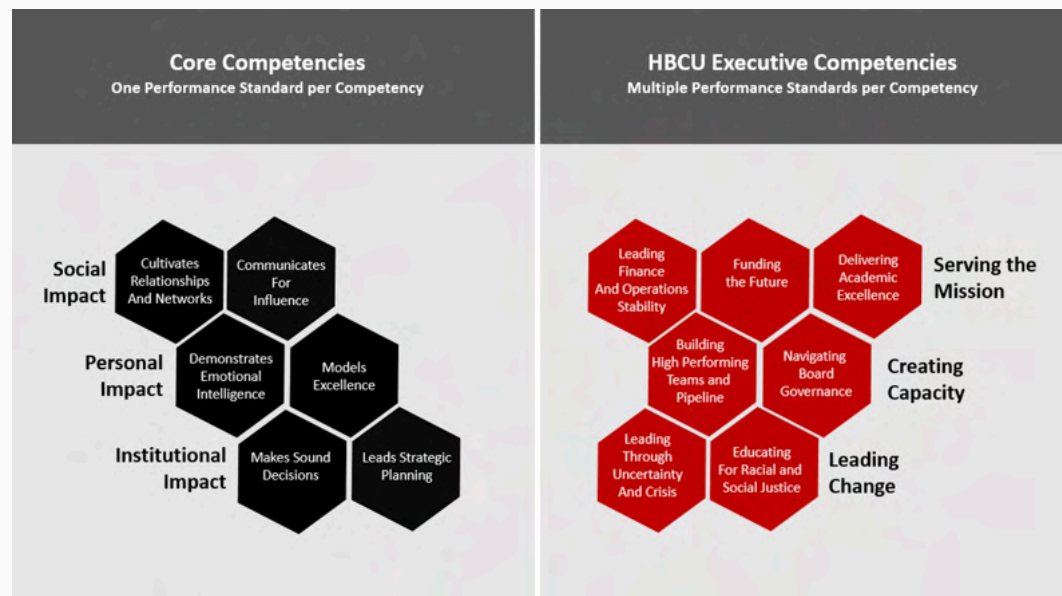 Core Competencies
One Performance Standard per Competency
Social
Impact
Cultivates
Relationships
And Networks
Communicates
For
Influence
Personal
Impact
Demonstrates
Emotional
Intelligence
Models
Excellence
Institutional
Impact
Makes Sound
Decisions
Leads Strategic
Planning
HBCU Executive Competencies
Multiple Performance Standards per Competency
Leading
Finance
And Operations
Stability
Funding
the Future
Delivering
Academic
Excellence
Serving the
Mission
Building
High Performing
Teams and
Pipeline
Navigating
Board
Governance
Creating
Capacity
Leading
Through
Uncertainty
And Crisis
Educating
For Racial and
Social Justice
Leading
Change